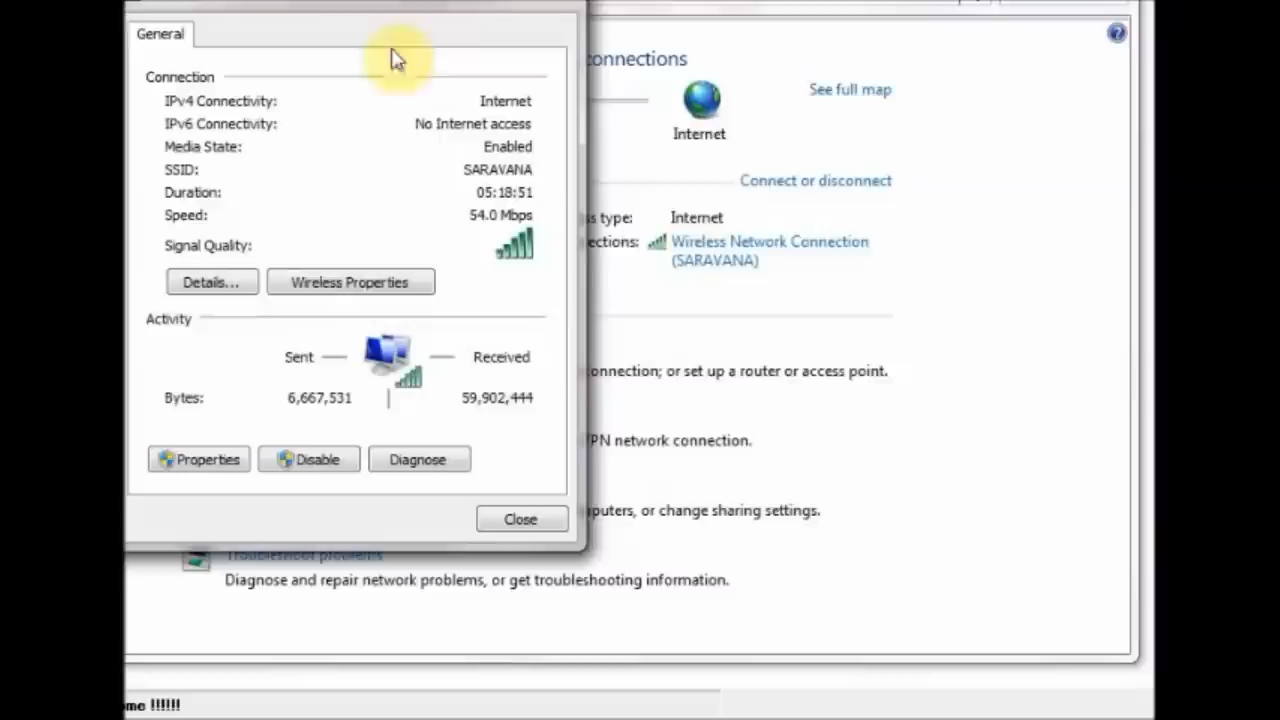 General
Connection
IPv4 Connectivity: Internet
IPv6 Connectivity: No Internet access
Media State: Enabled
SSID: SARAVANA
Duration: 05:18:51
Speed: 54.0 Mbps
Signal Quality:
Details...
Wireless Properties
Activity
Sent
Received
Bytes: 6,667,531 59,902,444
Properties
Disable
Diagnose
Close
connections
See full map
Internet
Connect or disconnect
ss type: Internet
ections: Wireless Network Connection
(SARAVANA)
onnection; or set up a router or access point.
PN network connection.
puters, or change sharing settings.
Troubleshoot problems
Diagnose and repair network problems, or get troubleshooting information.
me !!!!!!